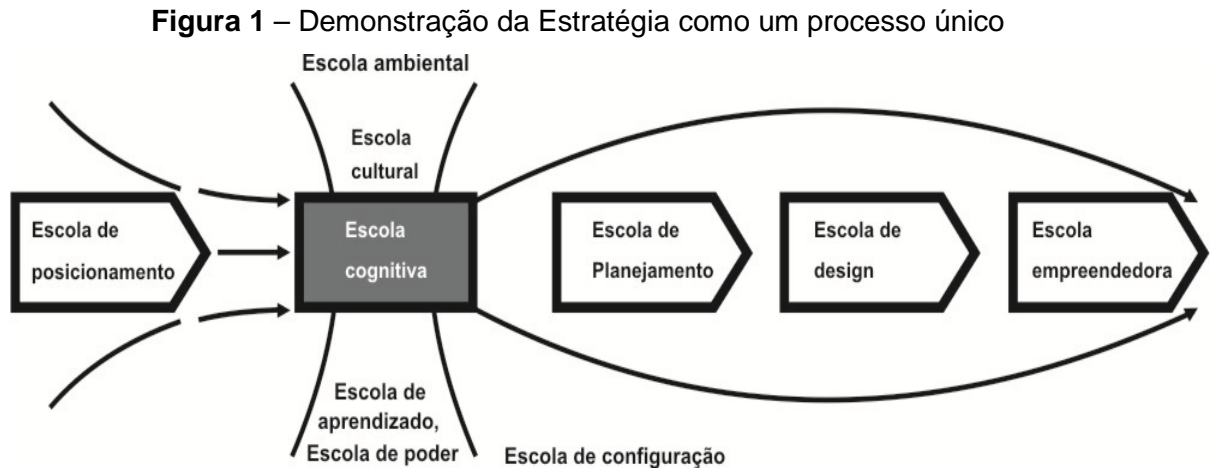 Figura 1 – Demonstração da Estratégia como um processo único
Escola ambiental
Escola
cultural
Escola de
posicionamento
Escola
cognitiva
Escola de
Planejamento
Escola de
design
Escola
empreendedora
Escola de
aprendizado,
Escola de poder
Escola de configuração